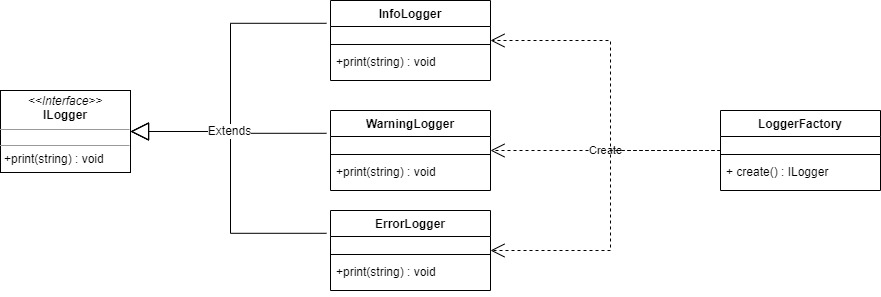 InfoLogger
+print(string) : void
<<Interface>>
ILogger
+print(string) : void
Extends
WarningLogger
+print(string) : void
Create
LoggerFactory
+ create() : ILogger
ErrorLogger
+print(string) : void